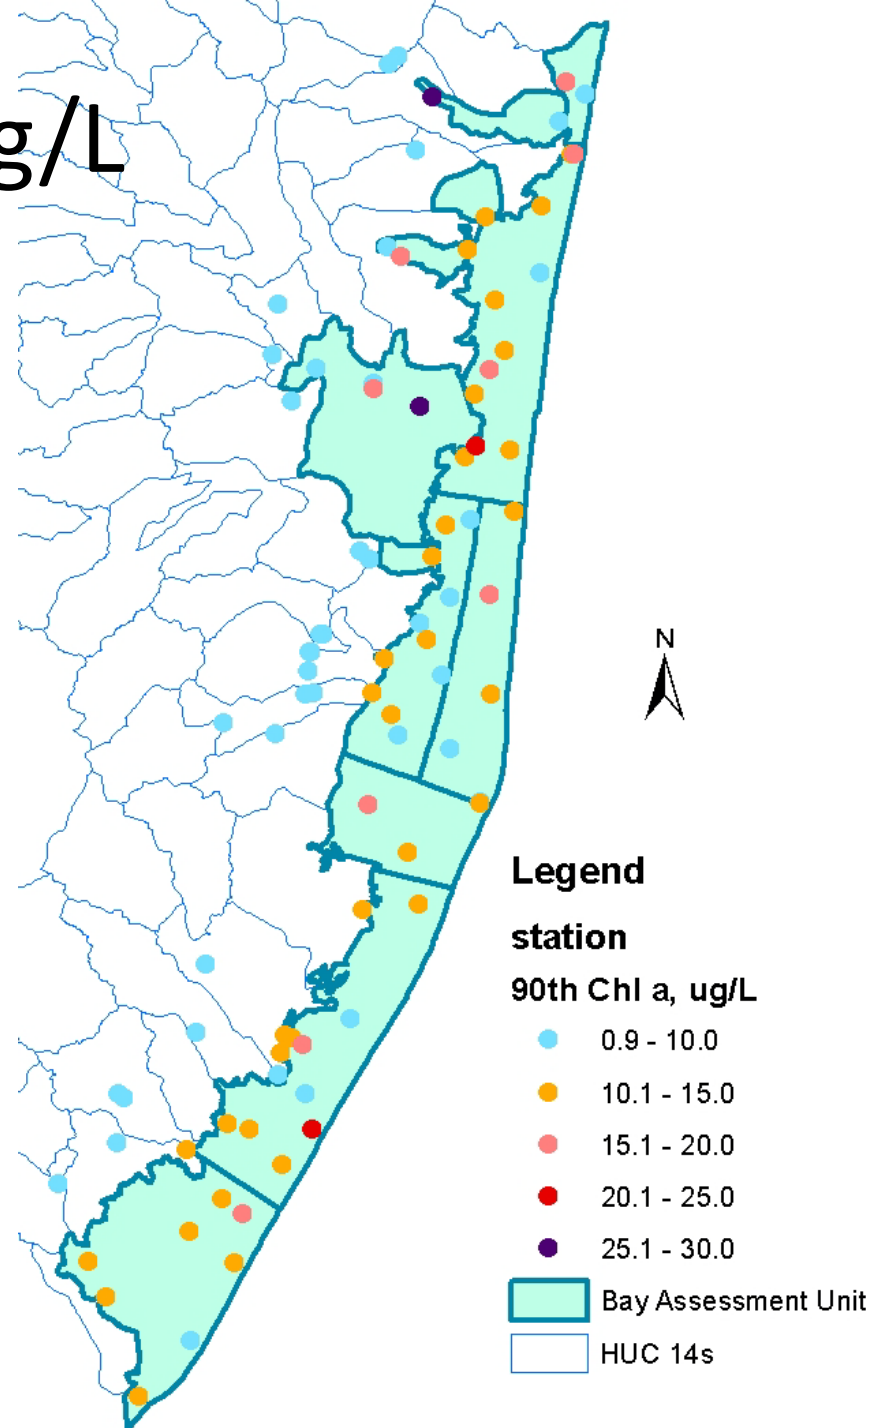 g/L
N
Legend
station
90th Chl a, ug/L
0.9 - 10.0
10.1 - 15.0
15.1 - 20.0
20.1 - 25.0
25.1 - 30.0
Bay Assessment Unit
HUC 14s